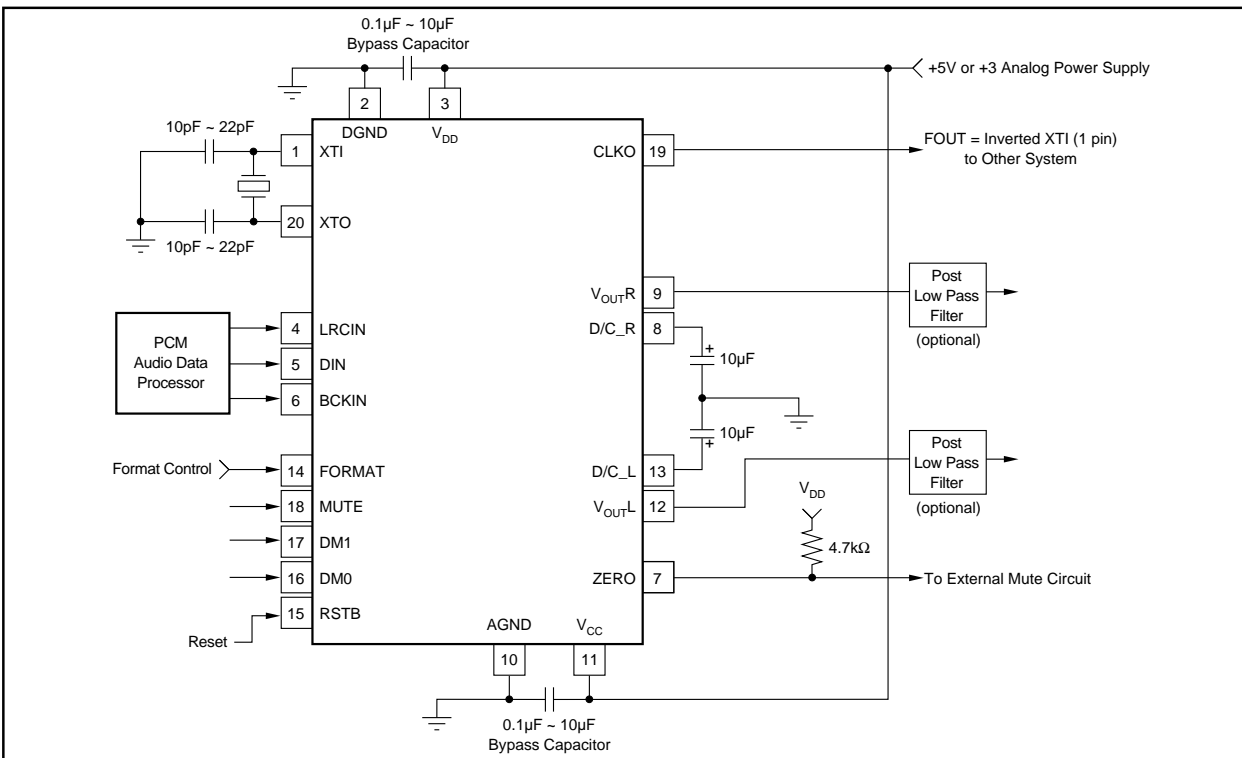 0.1µF ~ 10µF
Bypass Capacitor
+5V or +3 Analog Power Supply
2
3
DGND
VDD
10pF ~ 22pF
1
XTI
CLKO
19
FOUT = Inverted XTI (1 pin)
to Other System
20
XTO
10pF ~ 22pF
VOUTR
9
Post
Low Pass
Filter
(optional)
PCM
Audio Data
Processor
4
LRCIN
D/C_R
8
5
DIN
+
10µF
6
BCKIN
10µF
+
Format Control
14
FORMAT
D/C_L
13
Post
Low Pass
Filter
(optional)
18
MUTE
VOUTL
12
VDD
17
DM1
4.7kΩ
16
DM0
ZERO
7
To External Mute Circuit
15
RSTB
Reset
AGND
VCC
10
11
0.1µF ~ 10µF
Bypass Capacitor